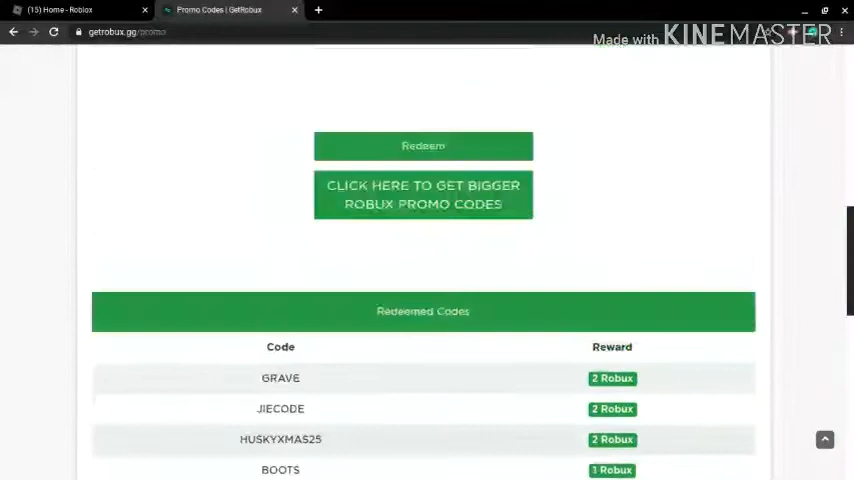 (15) Home - Roblox
Promo Codes | GetRobux
getrobux.gg/promo
Made with KINEMASTER
Redeem
CLICK HERE TO GET BIGGER
ROBUX PROMO CODES
Redeemed Codes
Code Reward
GRAVE 2 Robux
JIECODE 2 Robux
HUSKYXMAS25 2 Robux
BOOTS 1 Robux